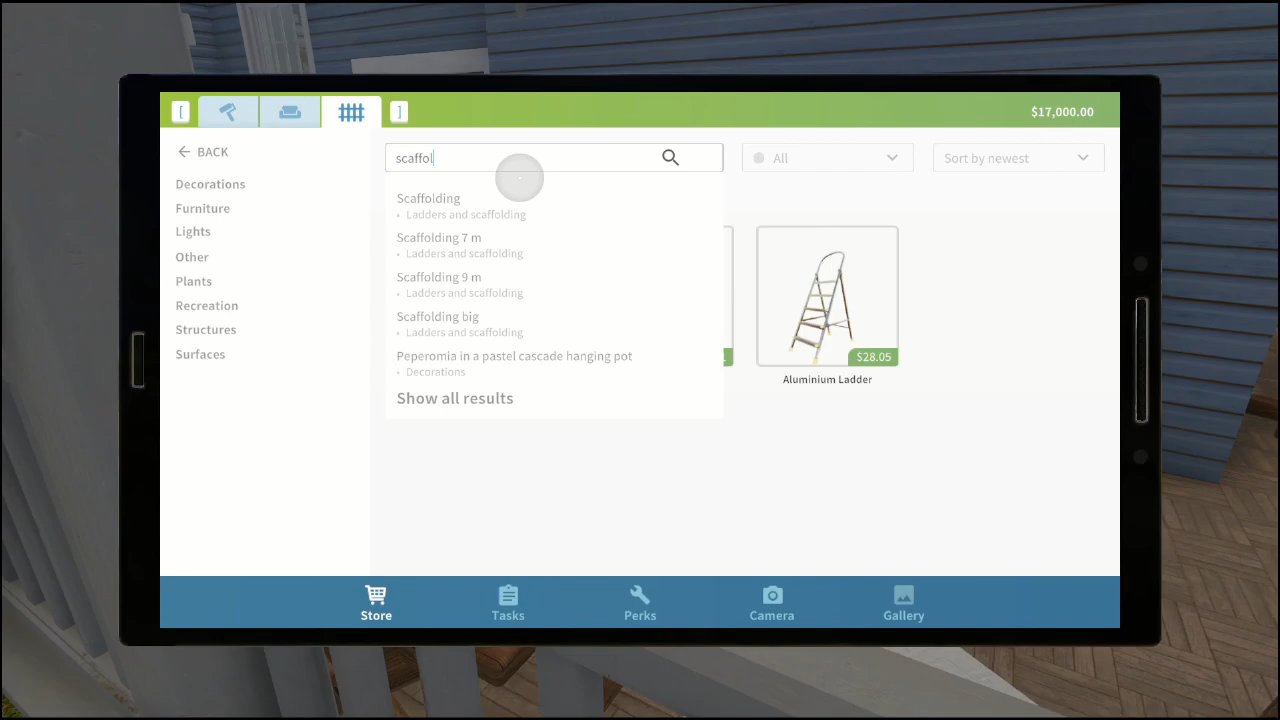 [
]
$17,000.00
BACK
Decorations
Furniture
Lights
Other
Plants
Recreation
Structures
Surfaces
scaffol
All
Sort by newest
Scaffolding
• Ladders and scaffolding
Scaffolding 7 m
• Ladders and scaffolding
Scaffolding 9 m
• Ladders and scaffolding
Scaffolding big
• Ladders and scaffolding
Peperomia in a pastel cascade hanging pot
• Decorations
Show all results
1
$28.05
Aluminium Ladder
Store
Tasks
Perks
Camera
Gallery